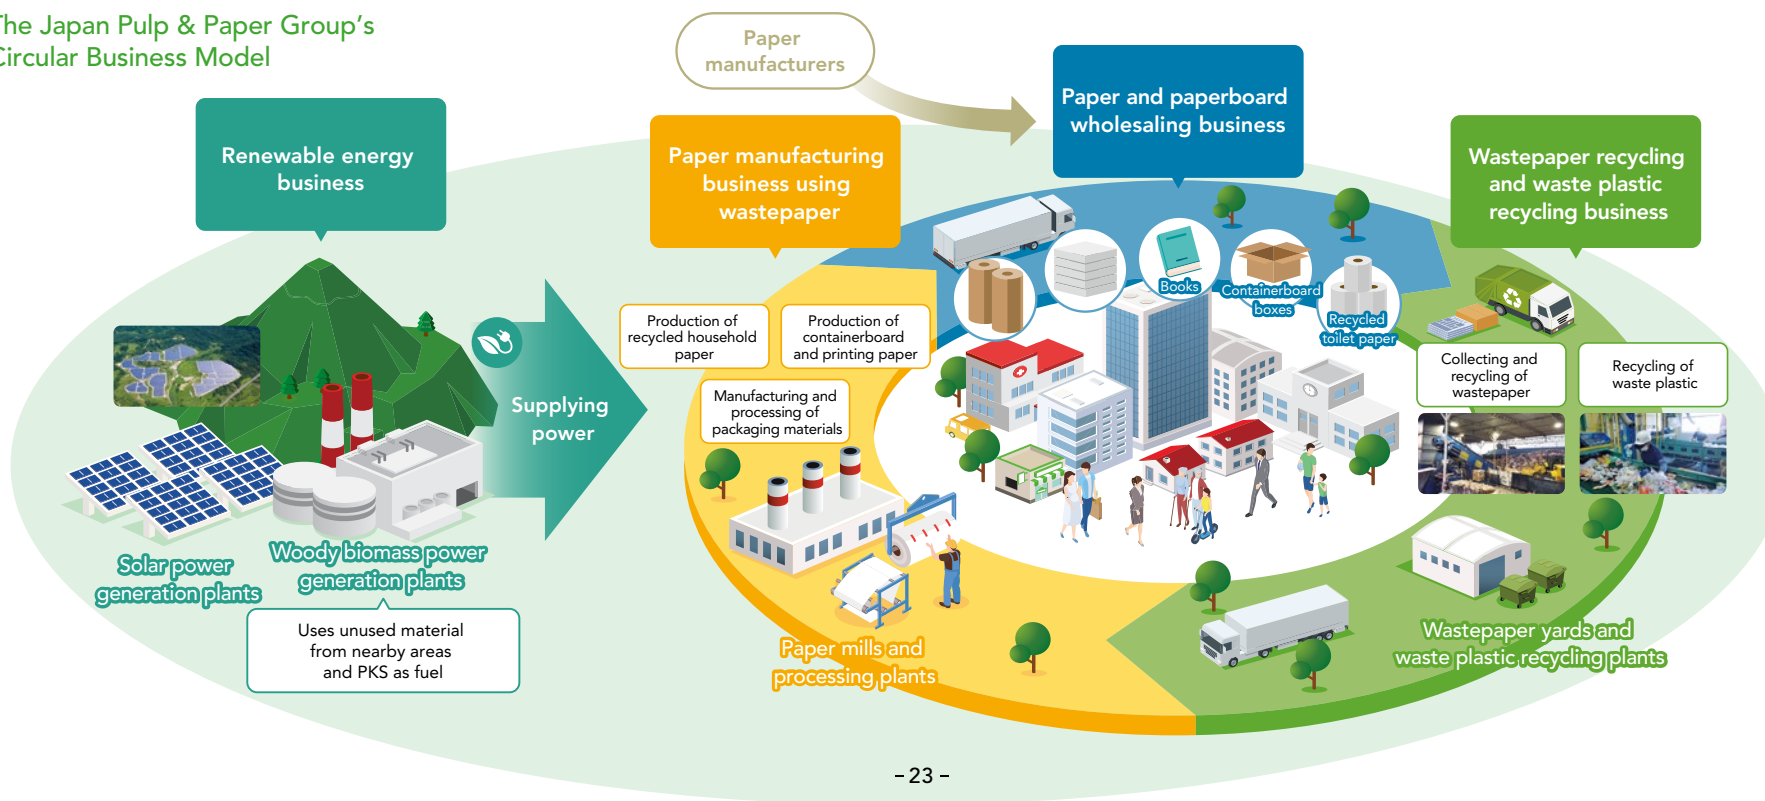 The Japan Pulp & Paper Group's
Circular Business Model
Paper
manufacturers
Renewable energy
business
Paper manufacturing
business using
wastepaper
Paper and paperboard
wholesaling business
Wastepaper recycling
and waste plastic
recycling business
Books
Containerboard
boxes
Recycled
toilet paper
Production of
recycled household
paper
Production of
containerboard
and printing paper
Manufacturing and
processing of
packaging materials
Collecting and
recycling of
wastepaper
Recycling of
waste plastic
Supplying
power
Solar power
generation plants
Woody biomass power
generation plants
Uses unused material
from nearby areas
and PKS as fuel
Paper mills and
processing plants
Wastepaper yards and
waste plastic recycling plants
– 23 –